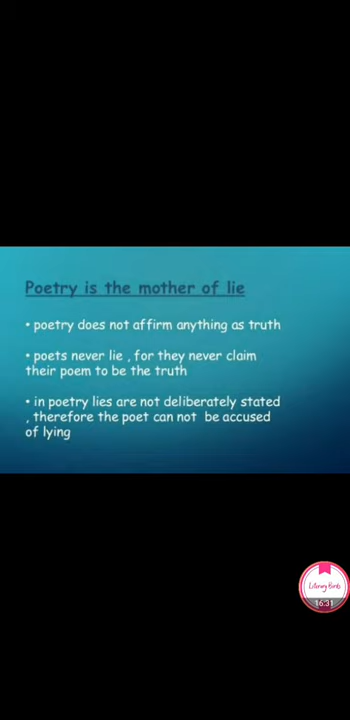 Poetry is the mother of lie
• poetry does not affirm anything as truth
• poets never lie , for they never claim
their poem to be the truth
• in poetry lies are not deliberately stated
, therefore the poet can not be accused
of lying
Literary Birds
16:31